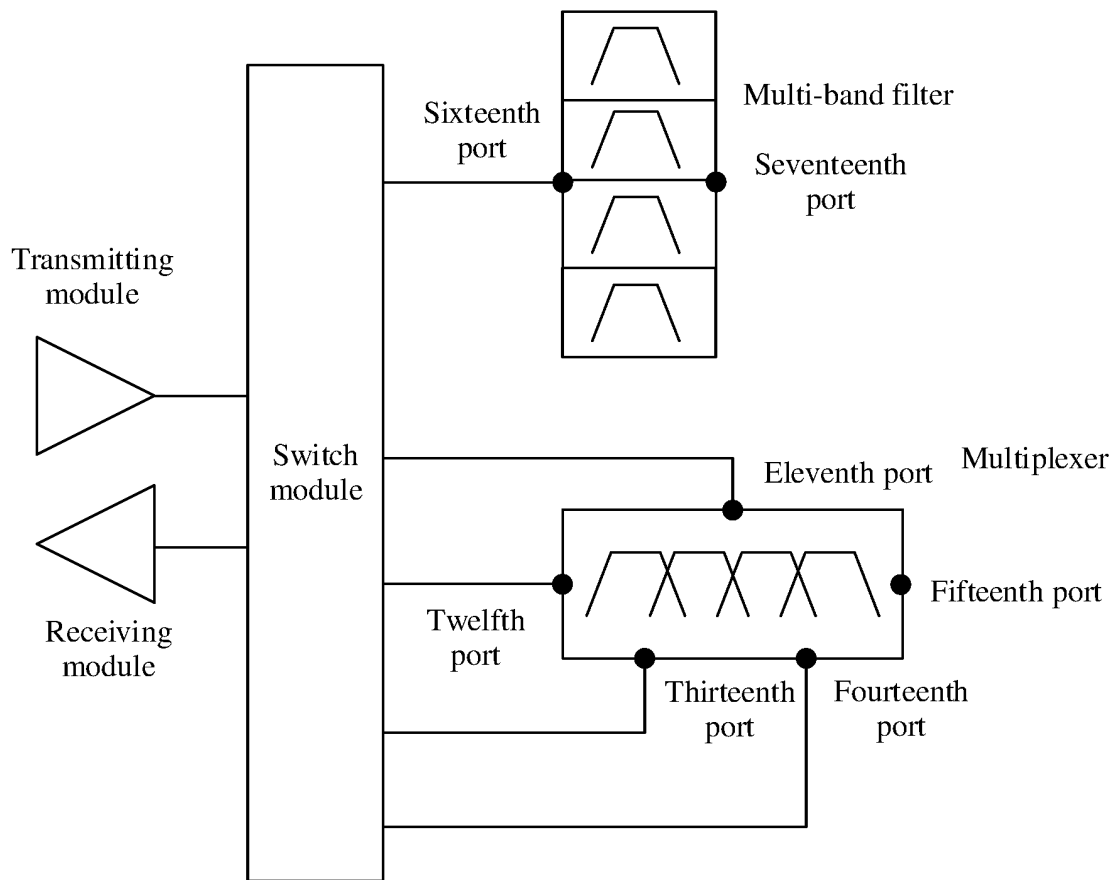 Multi-band filter
Sixteenth
port
Seventeenth
port
Transmitting
module
Switch
module
Eleventh port
Multiplexer
Fifteenth port
Twelfth
port
Receiving
module
Thirteenth
port
Fourteenth
port